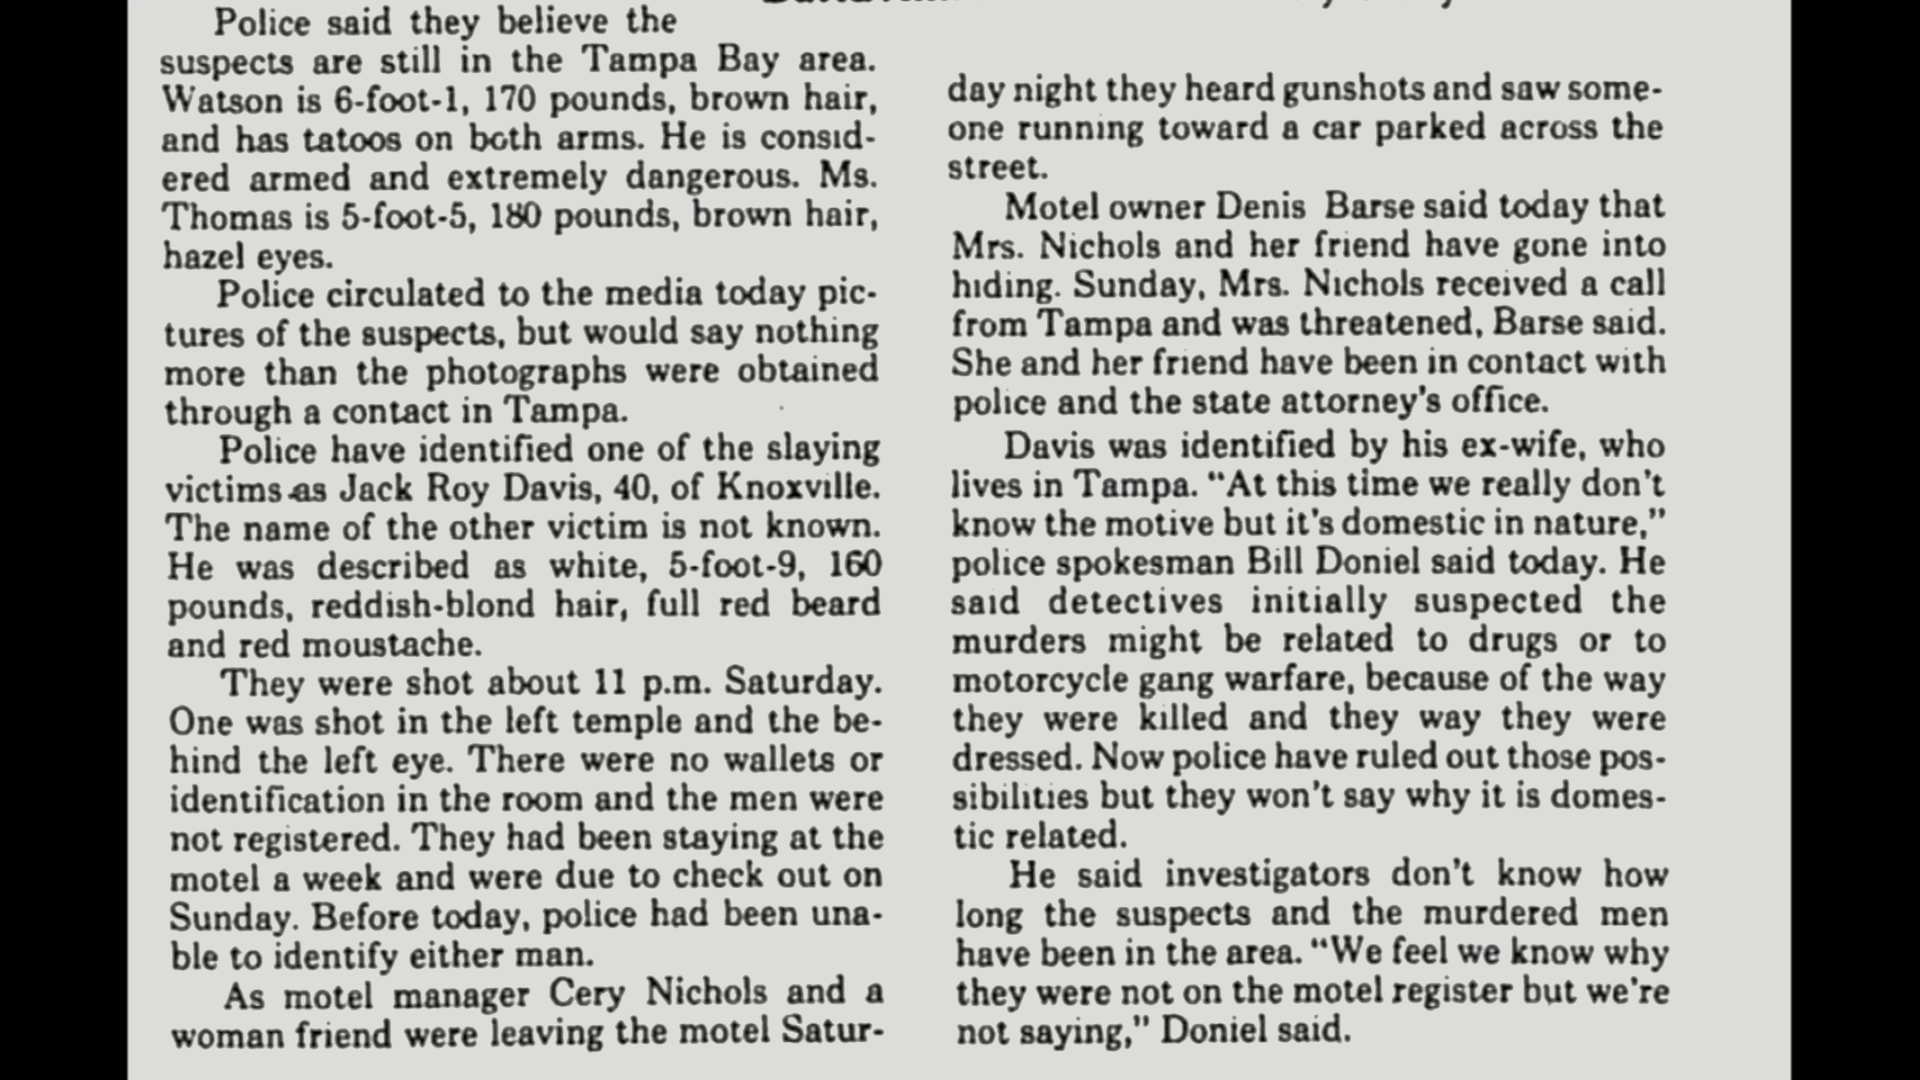 Police said they believe the
suspects are still in the Tampa Bay area.
Watson is 6-foot-1, 170 pounds, brown hair,
and has tatoos on both arms. He is consid-
ered armed and extremely dangerous. Ms.
Thomas is 5-foot-5, 180 pounds, brown hair,
hazel eyes.
Police circulated to the media today pic-
tures of the suspects, but would say nothing
more than the photographs were obtained
through a contact in Tampa.
Police have identified one of the slaying
victims as Jack Roy Davis, 40, of Knoxville.
The name of the other victim is not known.
He was described as white, 5-foot-9, 160
pounds, reddish-blond hair, full red beard
and red moustache.
They were shot about 11 p.m. Saturday.
One was shot in the left temple and the be-
hind the left eye. There were no wallets or
identification in the room and the men were
not registered. They had been staying at the
motel a week and were due to check out on
Sunday. Before today, police had been una-
ble to identify either man.
As motel manager Cery Nichols and a
woman friend were leaving the motel Satur-
day night they heard gunshots and saw some-
one running toward a car parked across the
street.
Motel owner Denis Barse said today that
Mrs. Nichols and her friend have gone into
hiding. Sunday, Mrs. Nichols received a call
from Tampa and was threatened, Barse said.
She and her friend have been in contact with
police and the state attorney's office.
Davis was identified by his ex-wife, who
lives in Tampa. “At this time we really don't
know the motive but it's domestic in nature,”
police spokesman Bill Doniel said today. He
said detectives initially suspected the
murders might be related to drugs or to
motorcycle gang warfare, because of the way
they were killed and they way they were
dressed. Now police have ruled out those pos-
sibilities but they won't say why it is domes-
tic related.
He said investigators don't know how
long the suspects and the murdered men
have been in the area. “We feel we know why
they were not on the motel register but we're
not saying,” Doniel said.